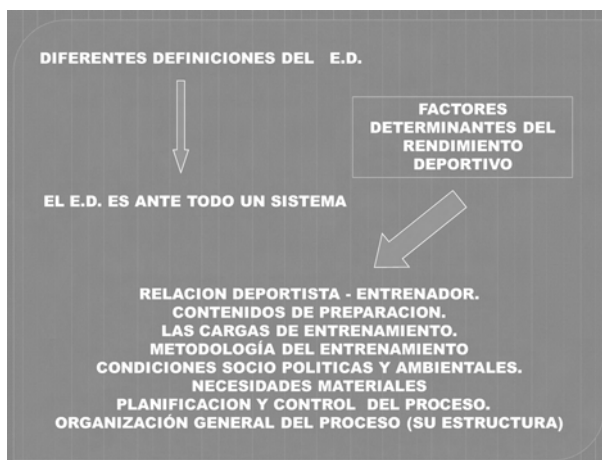 DIFERENTES DEFINICIONES DEL E.D.
FACTORES
DETERMINANTES DEL
RENDIMIENTO
DEPORTIVO
EL E.D. ES ANTE TODO UN SISTEMA
RELACION DEPORTISTA - ENTRENADOR.
CONTENIDOS DE PREPARACION.
LAS CARGAS DE ENTRENAMIENTO.
METODOLOGÍA DEL ENTRENAMIENTO
CONDICIONES SOCIO POLITICAS Y AMBIENTALES.
NECESIDADES MATERIALES
PLANIFICACION Y CONTROL DEL PROCESO.
ORGANIZACIÓN GENERAL DEL PROCESO (SU ESTRUCTURA)